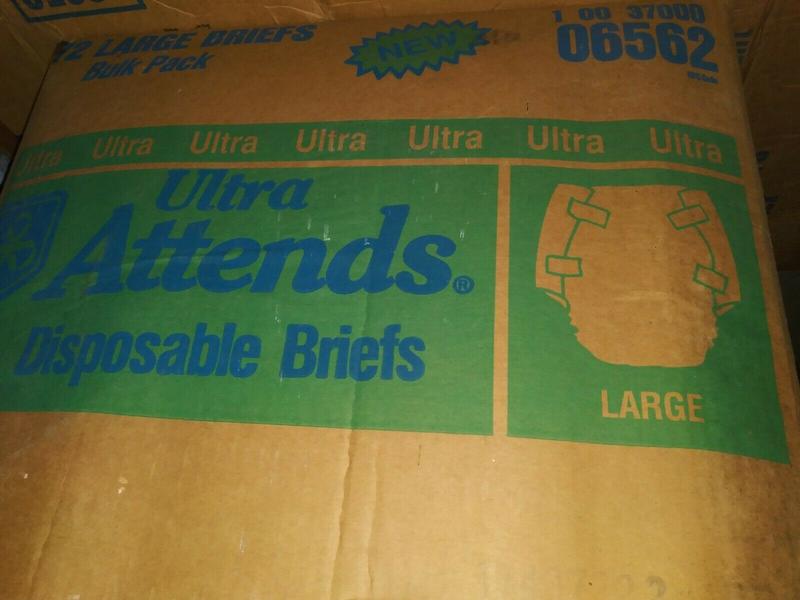 72 LARGE BRIEFS
Bulk Pack
NEW
1 00 37000
06562
Ultra Ultra Ultra Ultra Ultra Ultra Ultra
Ultra
Attends®
Disposable Briefs
LARGE